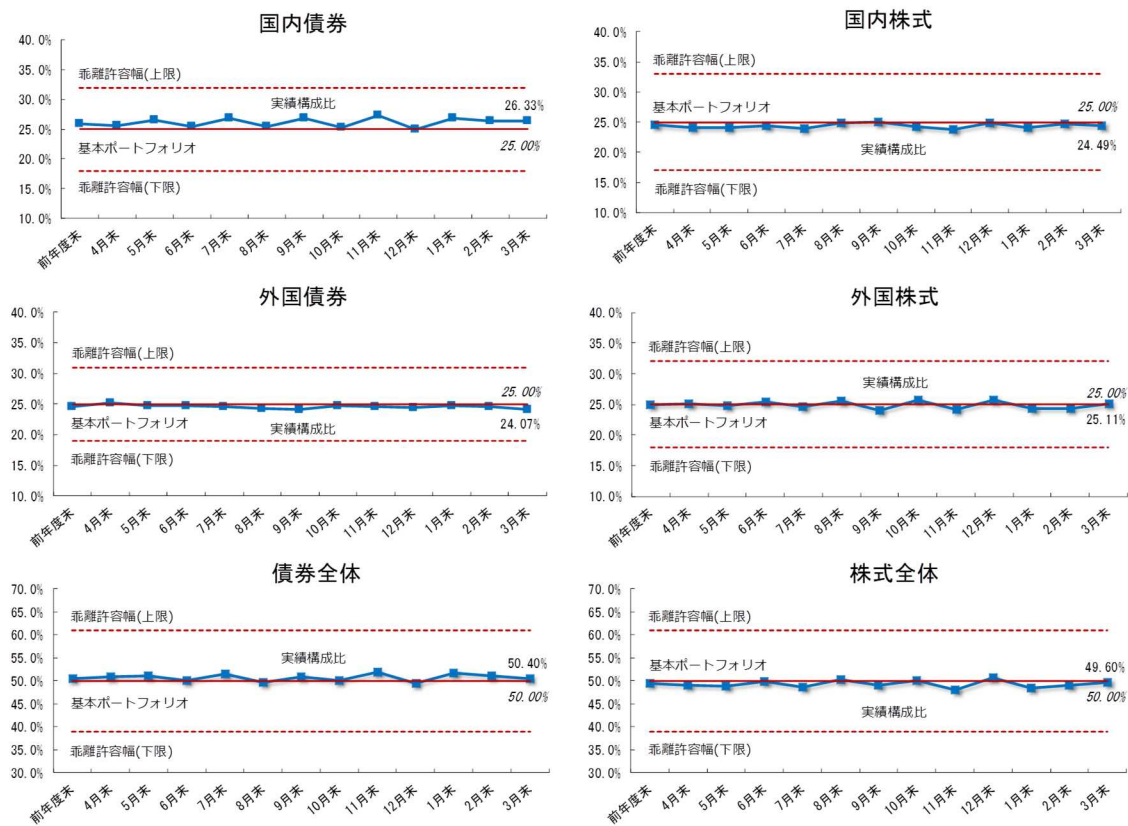 国内債券
40.0%
35.0%
30.0%
25.0%
20.0%
15.0%
10.0%
乖離許容幅(上限)
実績構成比
26.33%
基本ポートフォリオ
25.00%
乖離許容幅(下限)
前年度末 4月末 5月末 6月末 7月末 8月末 9月末 10月末 11月末 12月末 1月末 2月末 3月末
国内株式
40.0%
35.0%
30.0%
25.0%
20.0%
15.0%
10.0%
乖離許容幅(上限)
基本ポートフォリオ
25.00%
実績構成比
24.49%
乖離許容幅(下限)
前年度末 4月末 5月末 6月末 7月末 8月末 9月末 10月末 11月末 12月末 1月末 2月末 3月末
外国債券
40.0%
35.0%
30.0%
25.0%
20.0%
15.0%
10.0%
乖離許容幅(上限)
25.00%
基本ポートフォリオ
24.07%
実績構成比
乖離許容幅(下限)
前年度末 4月末 5月末 6月末 7月末 8月末 9月末 10月末 11月末 12月末 1月末 2月末 3月末
外国株式
40.0%
35.0%
30.0%
25.0%
20.0%
15.0%
10.0%
乖離許容幅(上限)
実績構成比
25.00%
基本ポートフォリオ
25.11%
乖離許容幅(下限)
前年度末 4月末 5月末 6月末 7月末 8月末 9月末 10月末 11月末 12月末 1月末 2月末 3月末
債券全体
70.0%
65.0%
60.0%
55.0%
50.0%
45.0%
40.0%
35.0%
30.0%
乖離許容幅(上限)
実績構成比
50.40%
基本ポートフォリオ
50.00%
乖離許容幅(下限)
前年度末 4月末 5月末 6月末 7月末 8月末 9月末 10月末 11月末 12月末 1月末 2月末 3月末
株式全体
70.0%
65.0%
60.0%
55.0%
50.0%
45.0%
40.0%
35.0%
30.0%
乖離許容幅(上限)
基本ポートフォリオ
49.60%
50.00%
実績構成比
乖離許容幅(下限)
前年度末 4月末 5月末 6月末 7月末 8月末 9月末 10月末 11月末 12月末 1月末 2月末 3月末